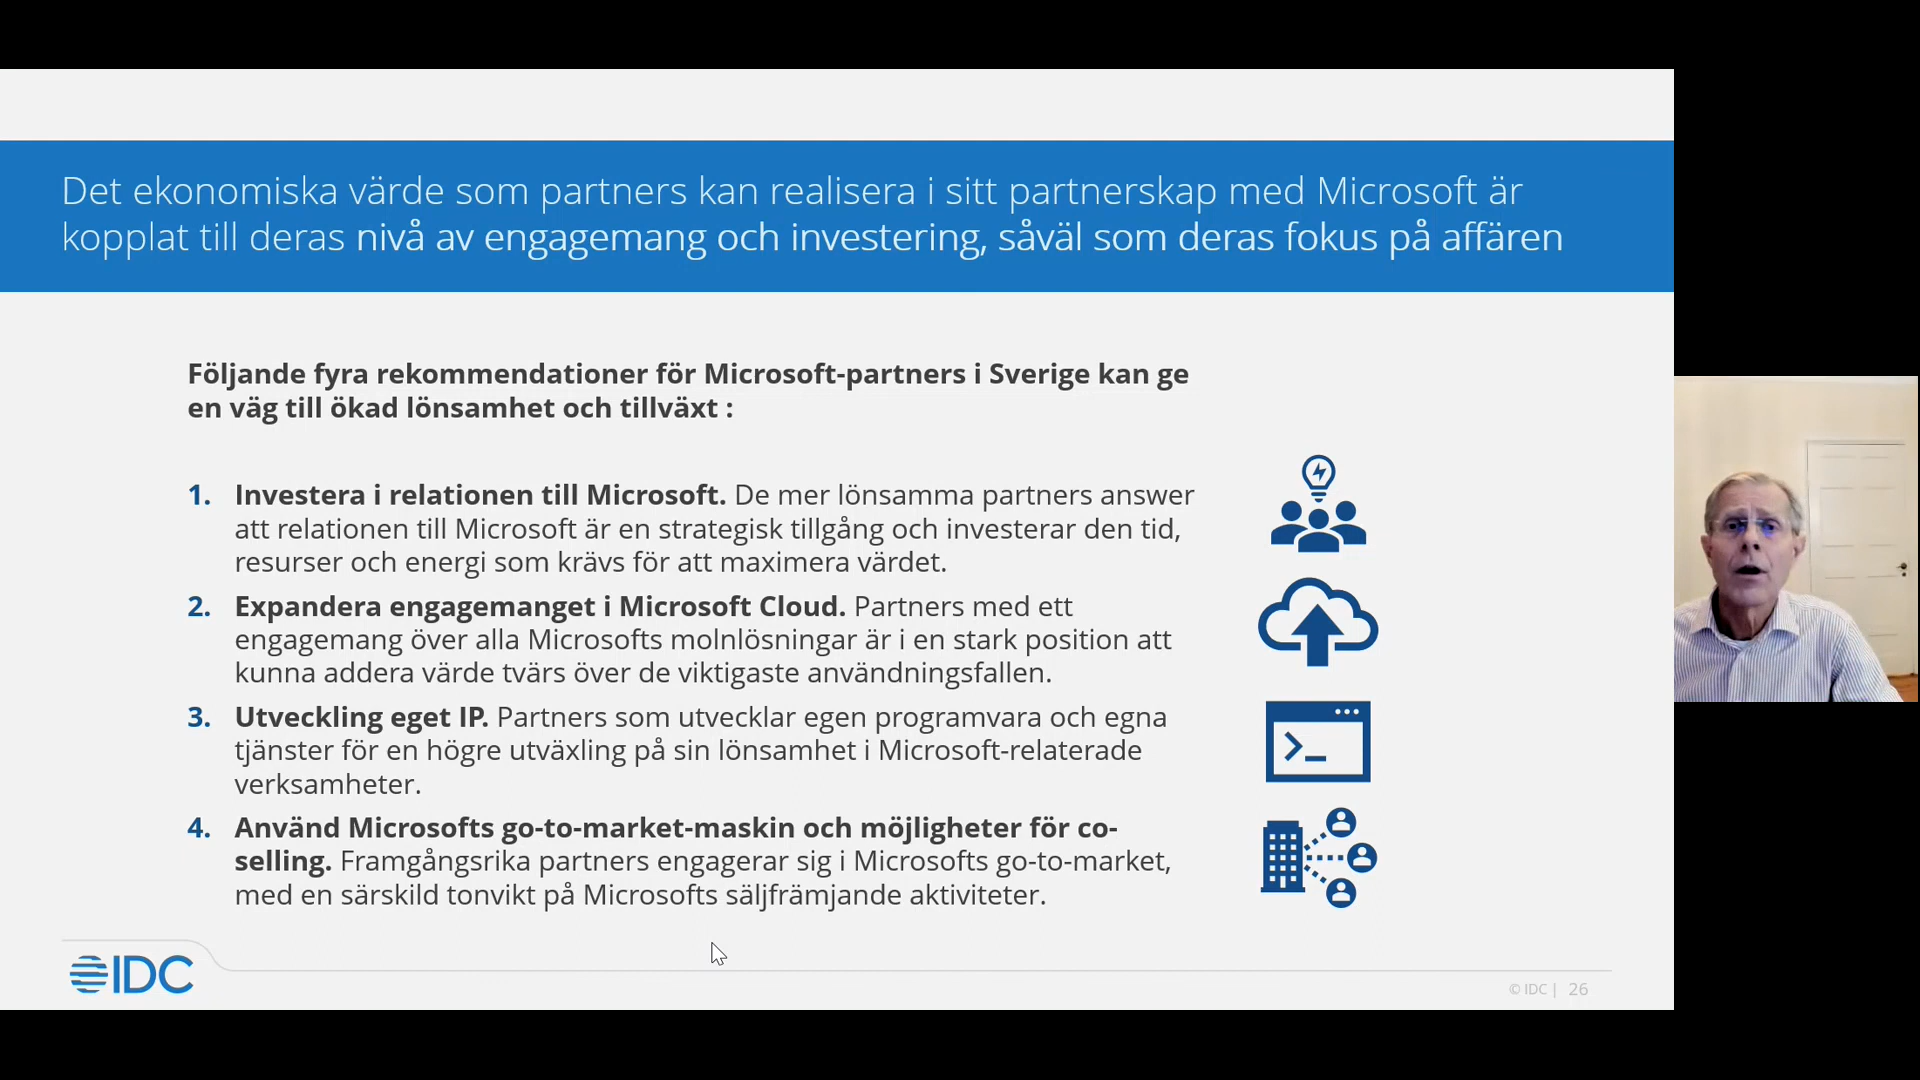 Det ekonomiska värde som partners kan realisera i sitt partnerskap med Microsoft är
kopplat till deras nivå av engagemang och investering, såväl som deras fokus på affären
Följande fyra rekommendationer för Microsoft-partners i Sverige kan ge
en väg till ökad lönsamhet och tillväxt :
1. Investera i relationen till Microsoft. De mer lönsamma partners answer
att relationen till Microsoft är en strategisk tillgång och investerar den tid,
resurser och energi som krävs för att maximera värdet.
2. Expandera engagemanget i Microsoft Cloud. Partners med ett
engagemang över alla Microsofts molnlösningar är i en stark position att
kunna addera värde tvärs över de viktigaste användningsfallen.
3. Utveckling eget IP. Partners som utvecklar egen programvara och egna
tjänster för en högre utväxling på sin lönsamhet i Microsoft-relaterade
verksamheter.
4. Använd Microsofts go-to-market-maskin och möjligheter för co-
selling. Framgångsrika partners engagerar sig i Microsofts go-to-market,
med en särskild tonvikt på Microsofts säljfrämjande aktiviteter.
IDC
© IDC | 26